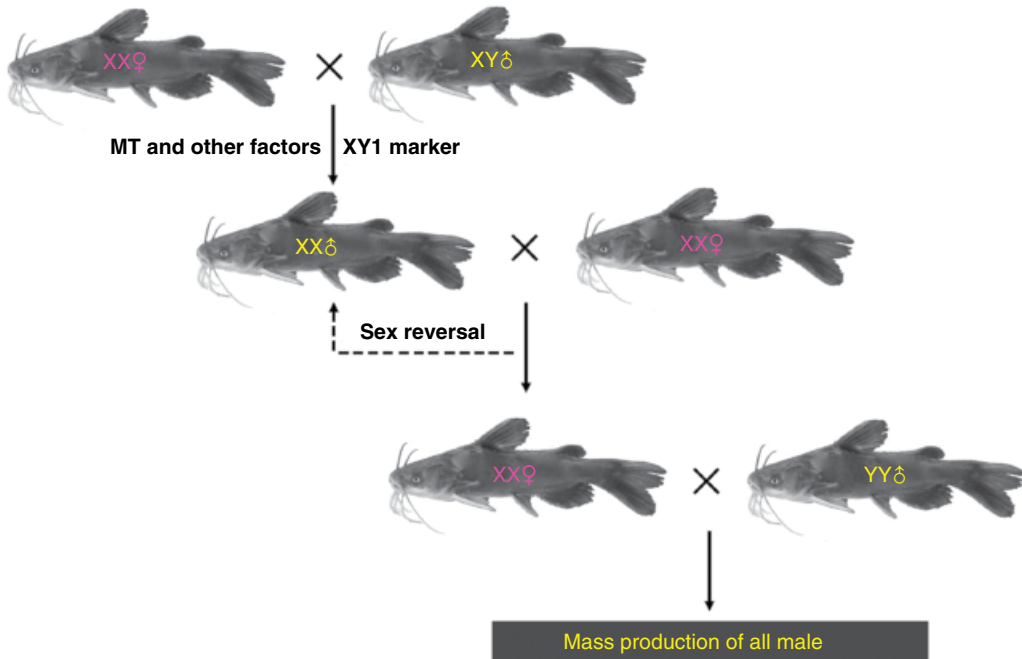 XX♀ × XY♂
MT and other factors XY1 marker
XX♂ × XX♀
Sex reversal
XX♀ × YY♂
Mass production of all male